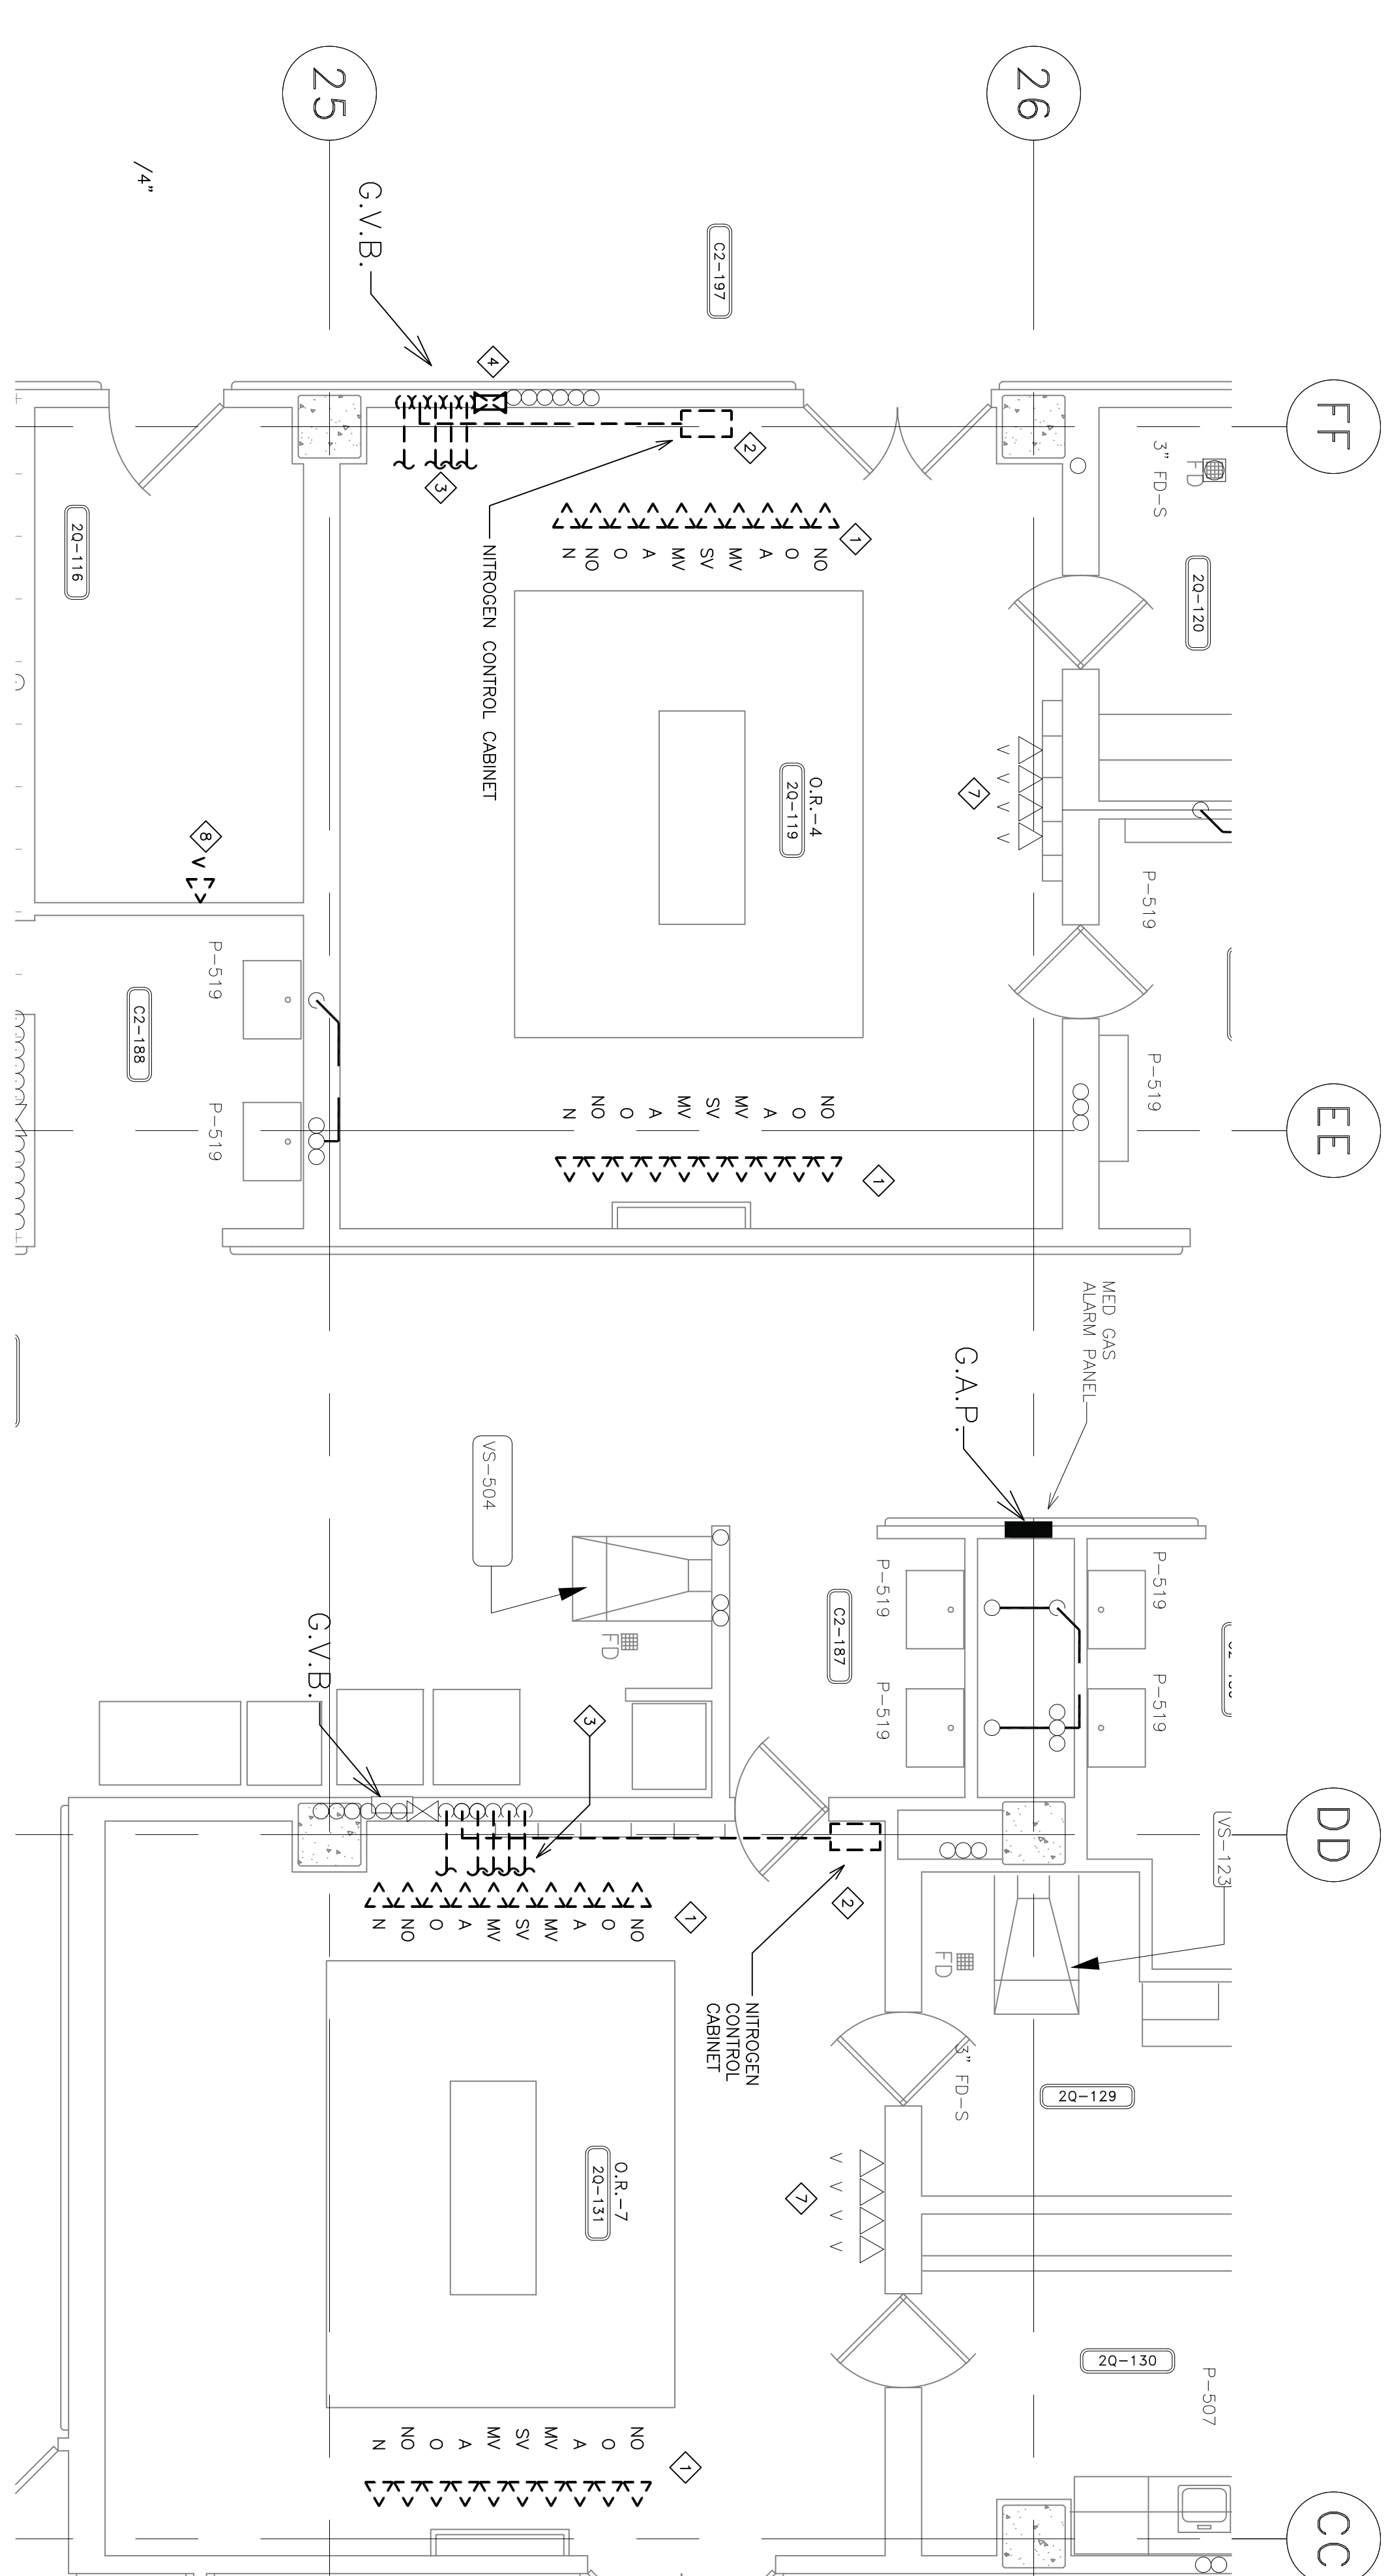 25
26
/4"
G.V.B.
C2-197
4
2
3
FF
3" FD-S
FD
2Q-116
2Q-120
1
N
NO
O
A
MV
SV
MV
A
O
NO
NITROGEN CONTROL CABINET
O.R.-4
2Q-119
V
V
V
V
7
8
V
P-519
P-519
C2-188
P-519
P-519
EE
N
NO
O
A
MV
SV
MV
A
O
NO
1
MED GAS
ALARM PANEL
G.A.P.
VS-504
FD
G.V.B.
3
P-519
P-519
C2-187
P-519
P-519
DD
VS-123
2
1
N
NO
O
A
MV
SV
MV
A
O
NO
NITROGEN
CONTROL
CABINET
FD
3" FD-S
2Q-129
O.R.-7
2Q-131
V
V
V
V
7
2Q-130
P-507
N
NO
O
A
MV
SV
MV
A
O
NO
1
CC